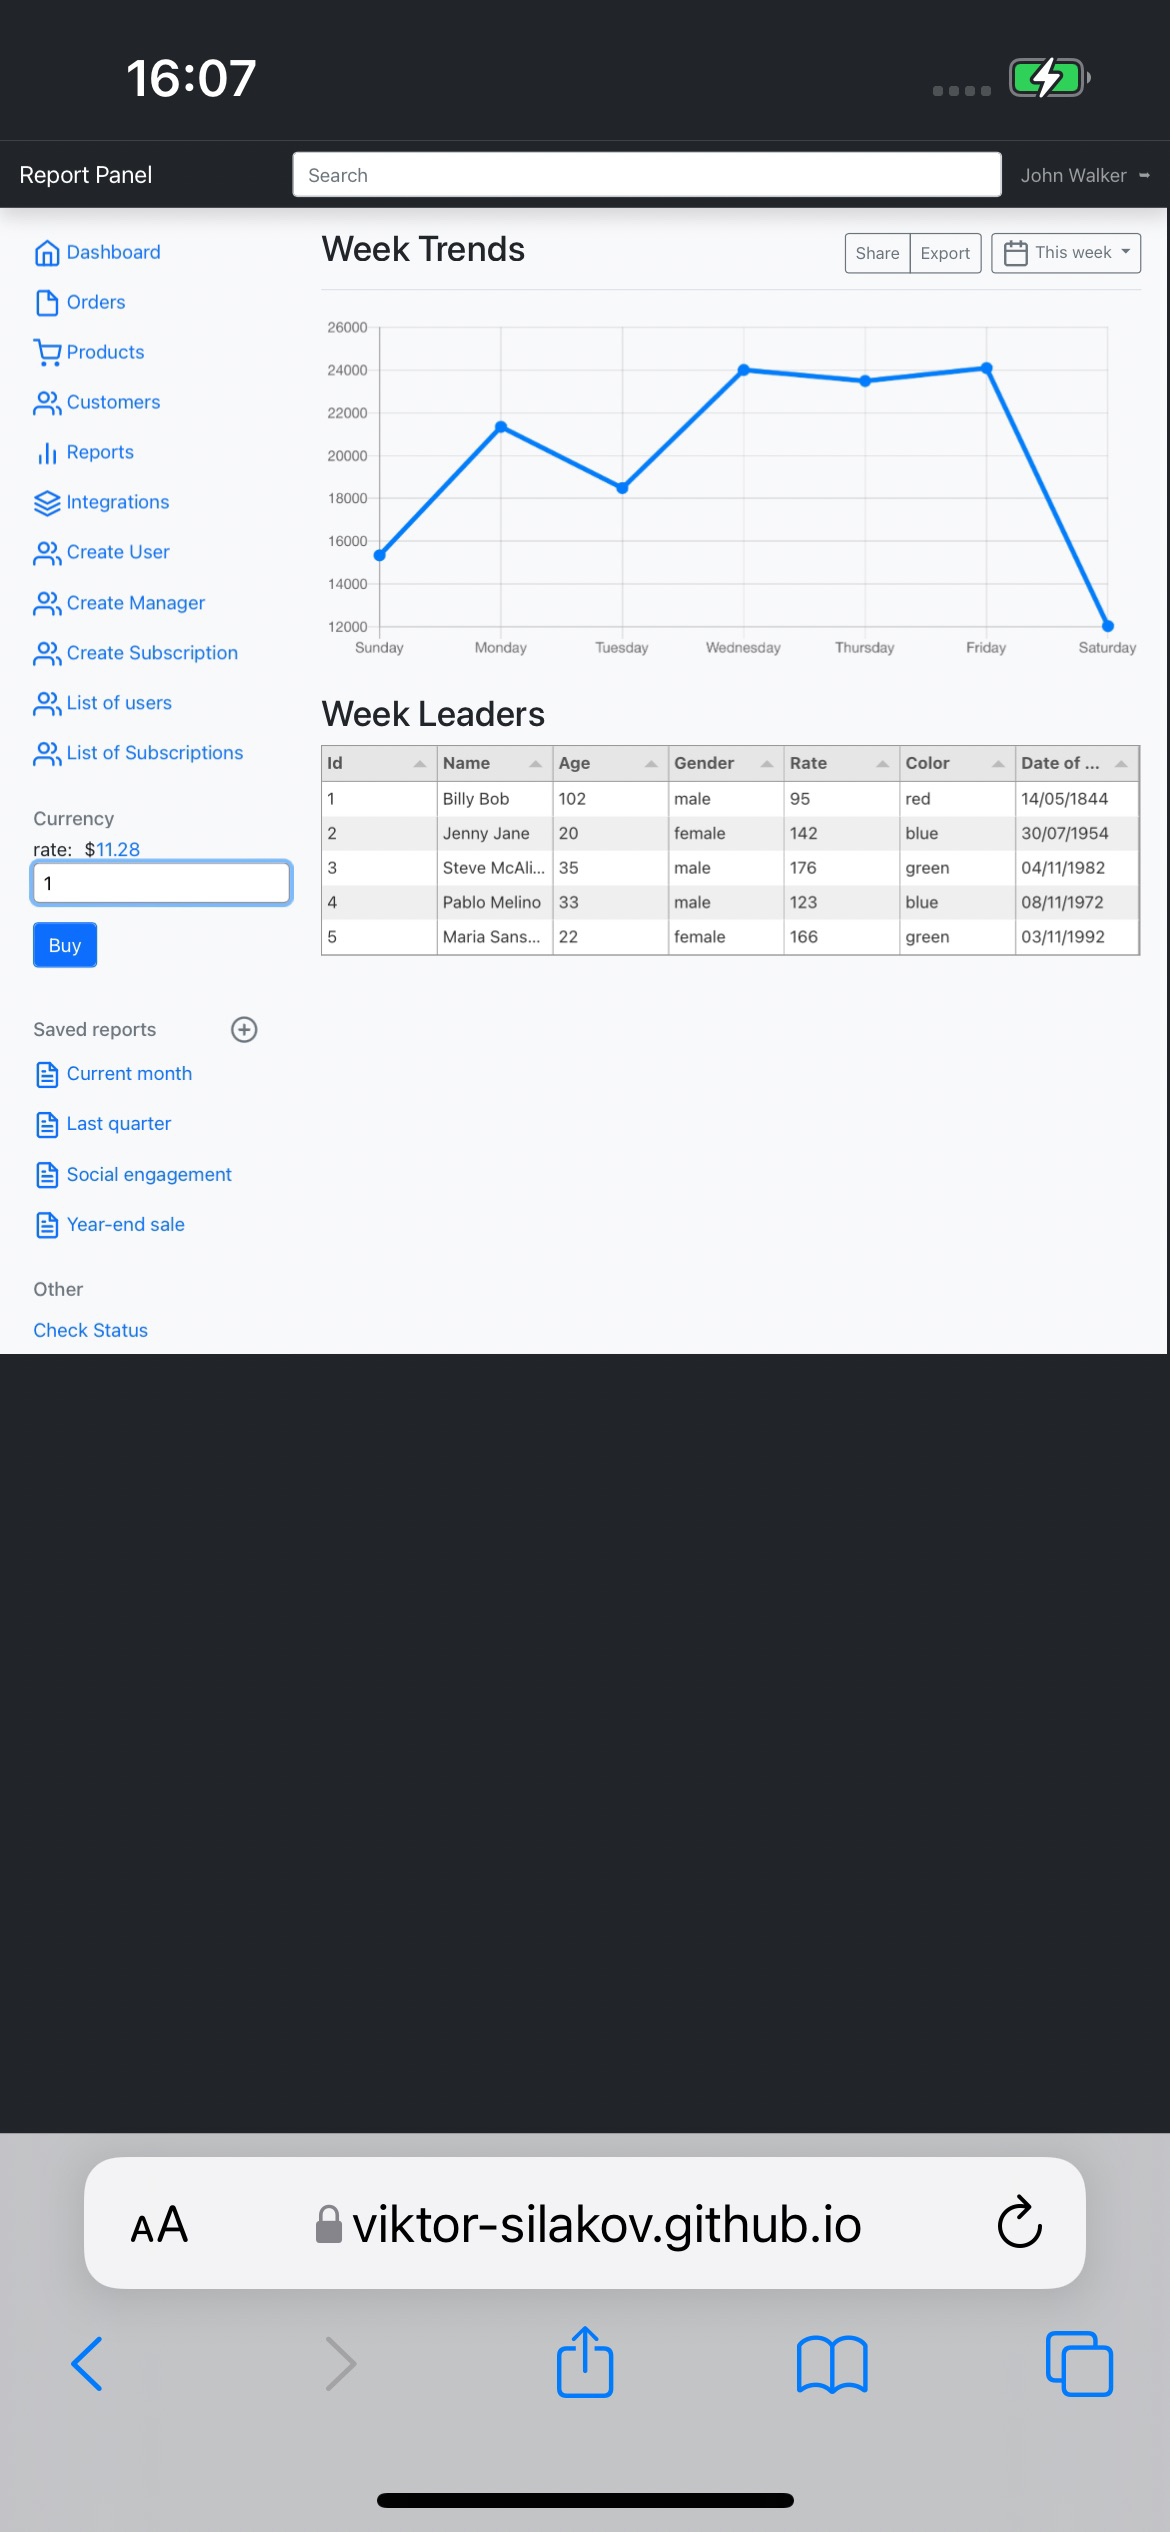 16:07
Report Panel
Search
John Walker
Dashboard
Orders
Products
Customers
Reports
Integrations
Create User
Create Manager
Create Subscription
List of users
List of Subscriptions
Currency
rate: $11.28
1
Buy
Saved reports
Current month
Last quarter
Social engagement
Year-end sale
Other
Check Status
Week Trends
Share Export This week
26000
24000
22000
20000
18000
16000
14000
12000
Sunday Monday Tuesday Wednesday Thursday Friday Saturday
Week Leaders
Id Name Age Gender Rate Color Date of ...
1 Billy Bob 102 male 95 red 14/05/1844
2 Jenny Jane 20 female 142 blue 30/07/1954
3 Steve McAli... 35 male 176 green 04/11/1982
4 Pablo Melino 33 male 123 blue 08/11/1972
5 Maria Sans... 22 female 166 green 03/11/1992
AA viktor-silakov.github.io